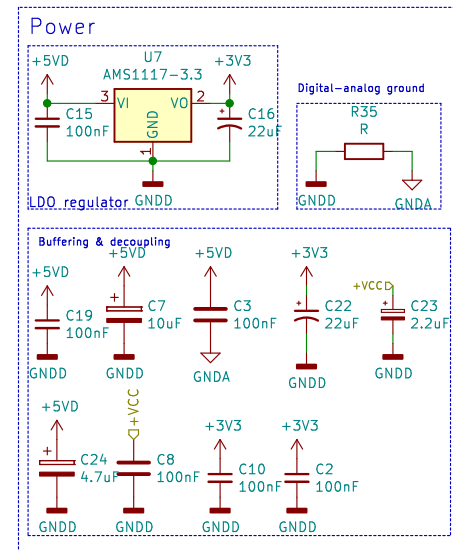 Power
U7
AMS1117-3.3
+5VD
+3V3
3
VI
VO
2
GND
1
C15
100nF
C16
22uF
GNDD
LDO regulator
Digital-analog ground
R35
R
GNDD
GNDA
Buffering & decoupling
+5VD
+5VD
+5VD
+3V3
+VCC
C19
100nF
C7
10uF
C3
100nF
C22
22uF
C23
2.2uF
GNDD
GNDD
GNDA
GNDD
GNDD
+5VD
+VCC
+3V3
+3V3
C24
4.7uF
C8
100nF
C10
100nF
C2
100nF
GNDD
GNDD
GNDD
GNDD